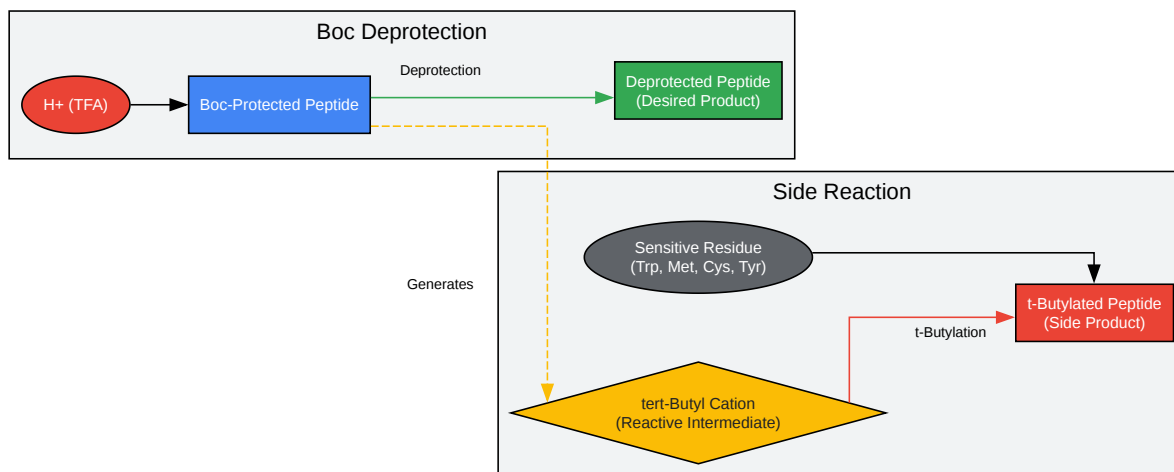 Boc Deprotection
H+ (TFA)
Boc-Protected Peptide
Deprotection
Deprotected Peptide
(Desired Product)
Side Reaction
Sensitive Residue
(Trp, Met, Cys, Tyr)
Generates
t-Butylated Peptide
(Side Product)
t-Butylation
tert-Butyl Cation
(Reactive Intermediate)